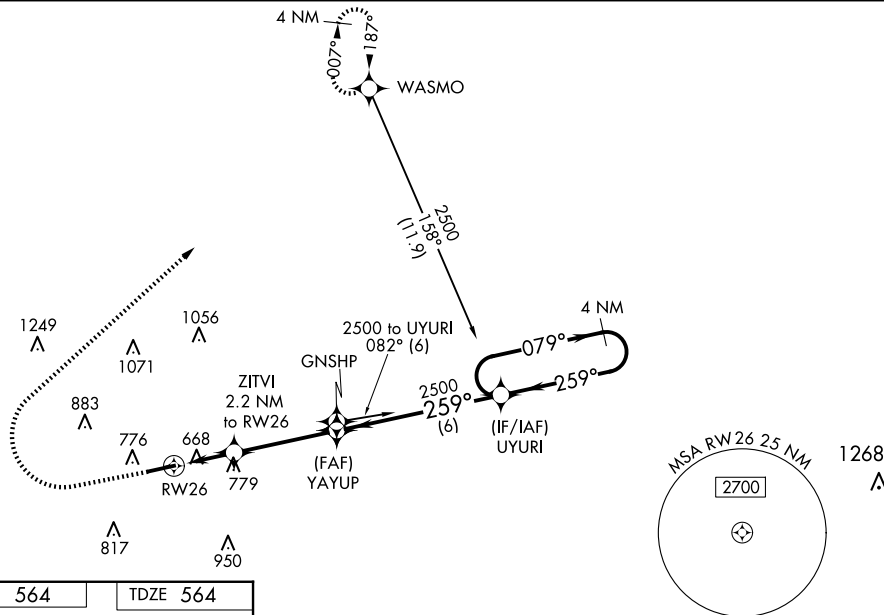 4 NM
007°
187°
WASMO
2500
158°
(11.9)
4 NM
079°
259°
1249
1071
1056
2500 to UYURI
082° (6)
GNSHP
2500
259°
(6)
(IF/IAF)
UYURI
ZITVI
2.2 NM
to RW26
883
776
668
779
RW26
(FAF)
YAYUP
817
950
MSA RW 26 25 NM
2700
1268
564
TDZE 564